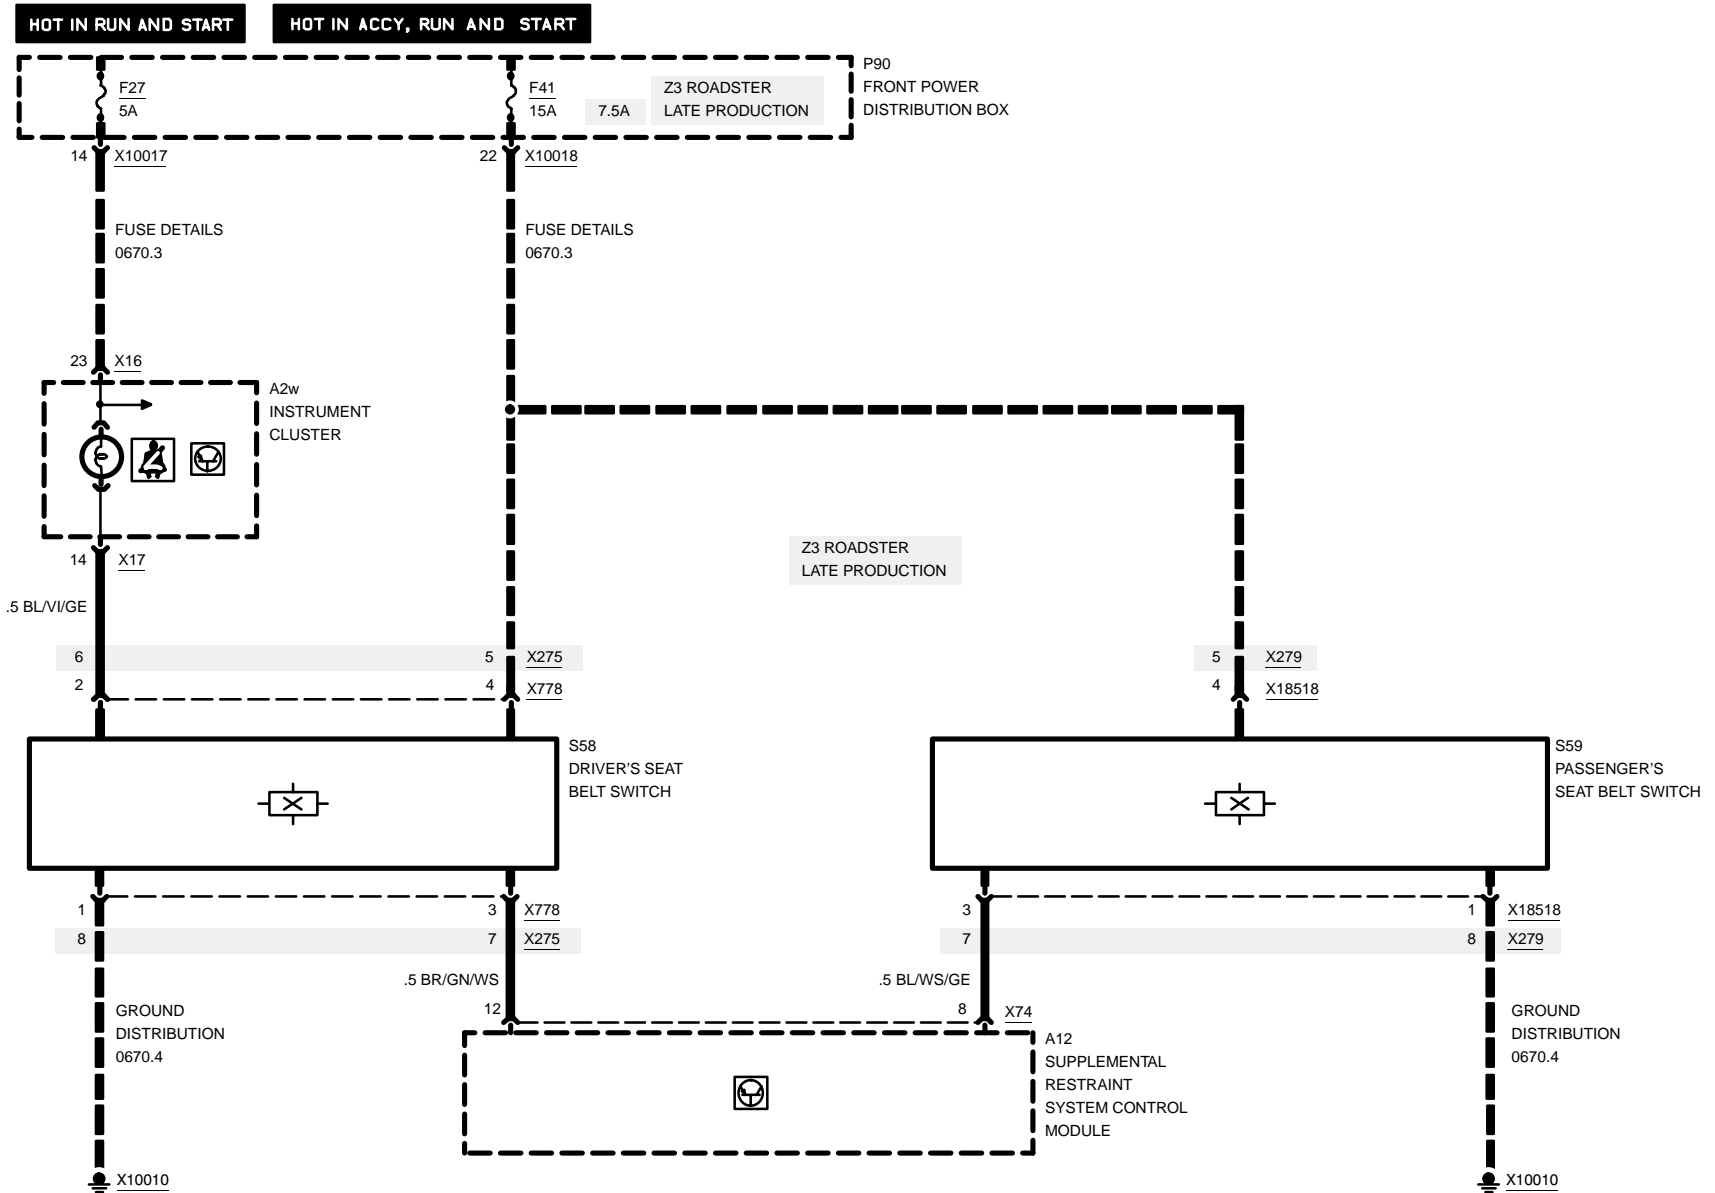 HOT IN RUN AND START
HOT IN ACCY, RUN AND START
P90
FRONT POWER
DISTRIBUTION BOX
F27
5A
F41
15A
7.5A
Z3 ROADSTER
LATE PRODUCTION
14 X10017
22 X10018
FUSE DETAILS
0670.3
FUSE DETAILS
0670.3
23 X16
A2w
INSTRUMENT
CLUSTER
14 X17
Z3 ROADSTER
LATE PRODUCTION
.5 BL/VI/GE
6 5 X275
2 4 X778
5 X279
4 X18518
S58
DRIVER'S SEAT
BELT SWITCH
S59
PASSENGER'S
SEAT BELT SWITCH
1 3 X778
8 7 X275
3 1 X18518
7 8 X279
.5 BR/GN/WS
.5 BL/WS/GE
12 8 X74
GROUND
DISTRIBUTION
0670.4
A12
SUPPLEMENTAL
RESTRAINT
SYSTEM CONTROL
MODULE
GROUND
DISTRIBUTION
0670.4
X10010
X10010